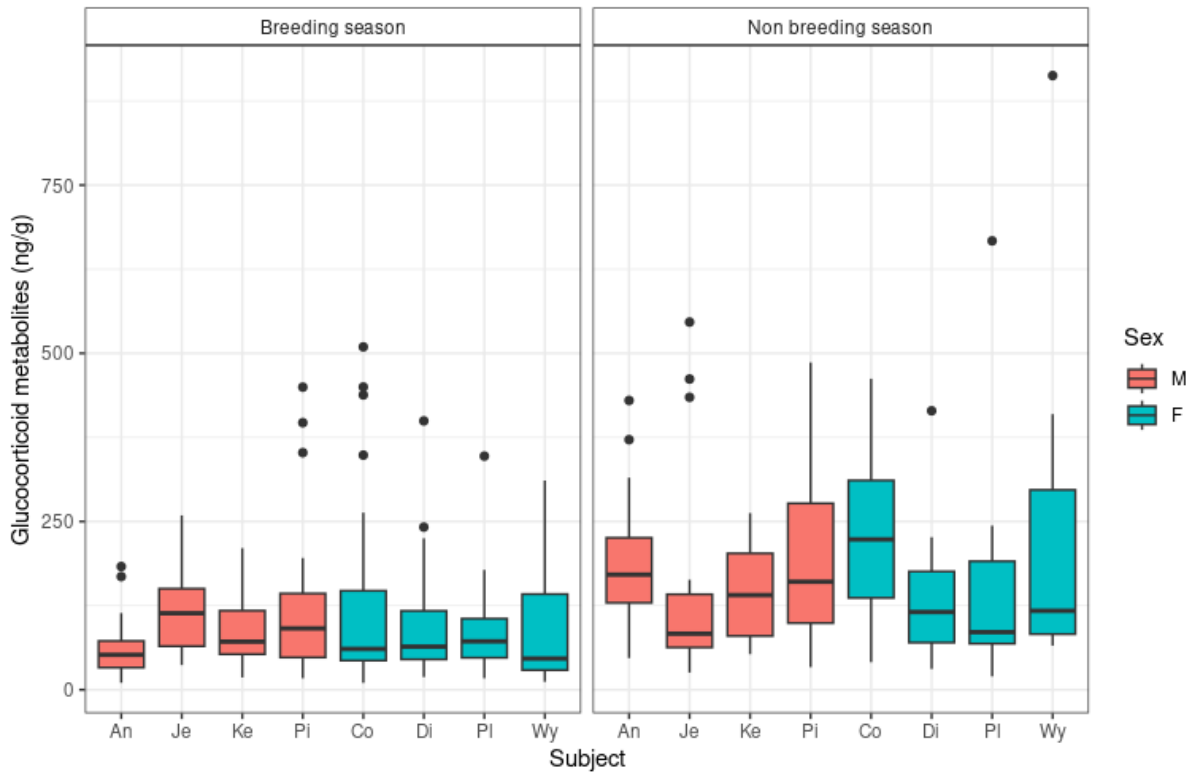 Breeding season
Non breeding season
Glucocorticoid metabolites (ng/g)
750
500
250
0
An Je Ke Pi Co Di Pl Wy
An Je Ke Pi Co Di Pl Wy
Subject
Sex
M
F